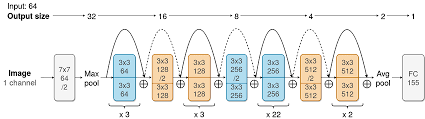 Input: 64
Output size 32 16 8 4 2 1
Image
1 channel
7x7
64
/2
Max
pool
3x3
64
3x3
64
x 3
3x3
128
/2
3x3
128
3x3
128
3x3
128
x 3
3x3
256
/2
3x3
256
3x3
256
3x3
256
x 22
3x3
512
/2
3x3
512
3x3
512
3x3
512
x 2
Avg
pool
FC
155